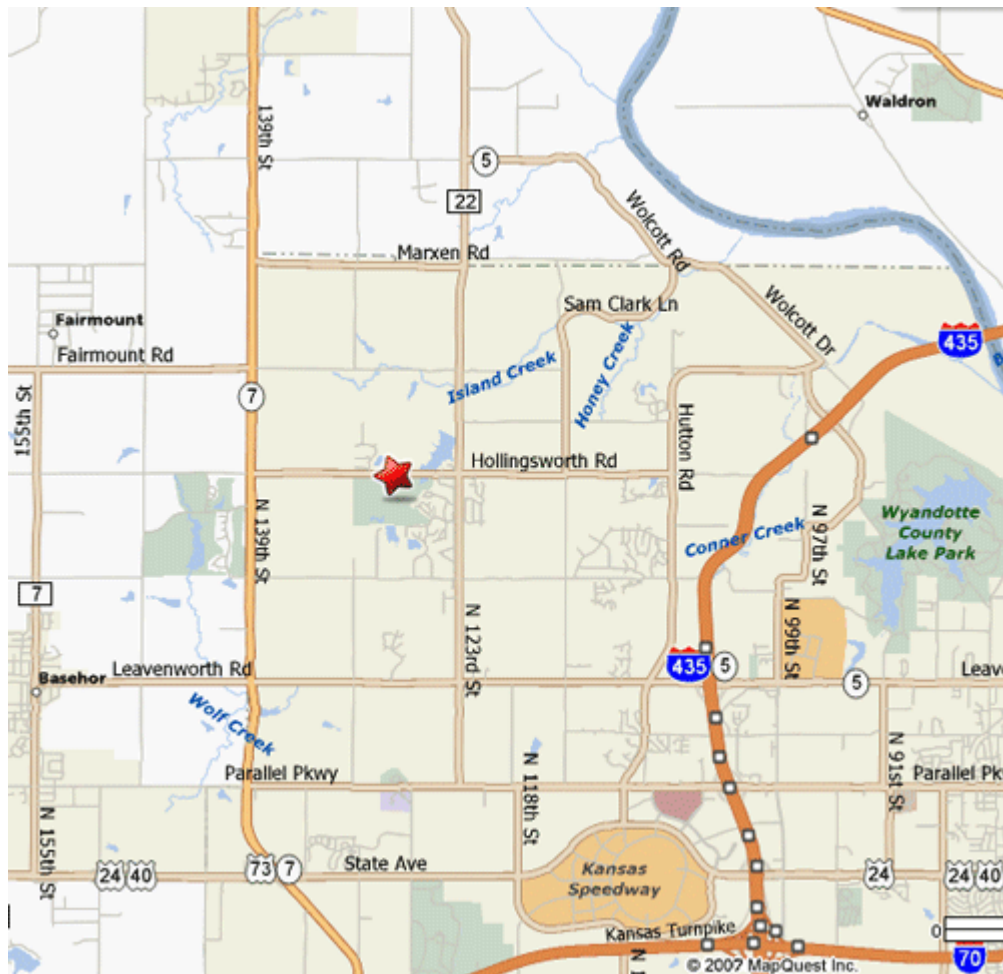 Waldron
139th St
5
22
Wolcott Rd
Marxen Rd
Sam Clark Ln
Wolcott Dr
Fairmount
Fairmount Rd
435
Island Creek
Honey Creek
7
155th St
Hutton Rd
Hollingsworth Rd
N 139th St
Conner Creek
N 97th St
Wyandotte
County
Lake Park
7
N 123rd St
N 99th St
Leavenworth Rd
435
5
5
Basehor
Wolf Creek
Parallel Pkwy
N 118th St
N 91st St
N 155th St
24
40
73
7
State Ave
Kansas
Speedway
24
24
40
Kansas Turnpike
0
70
© 2007 MapQuest Inc.